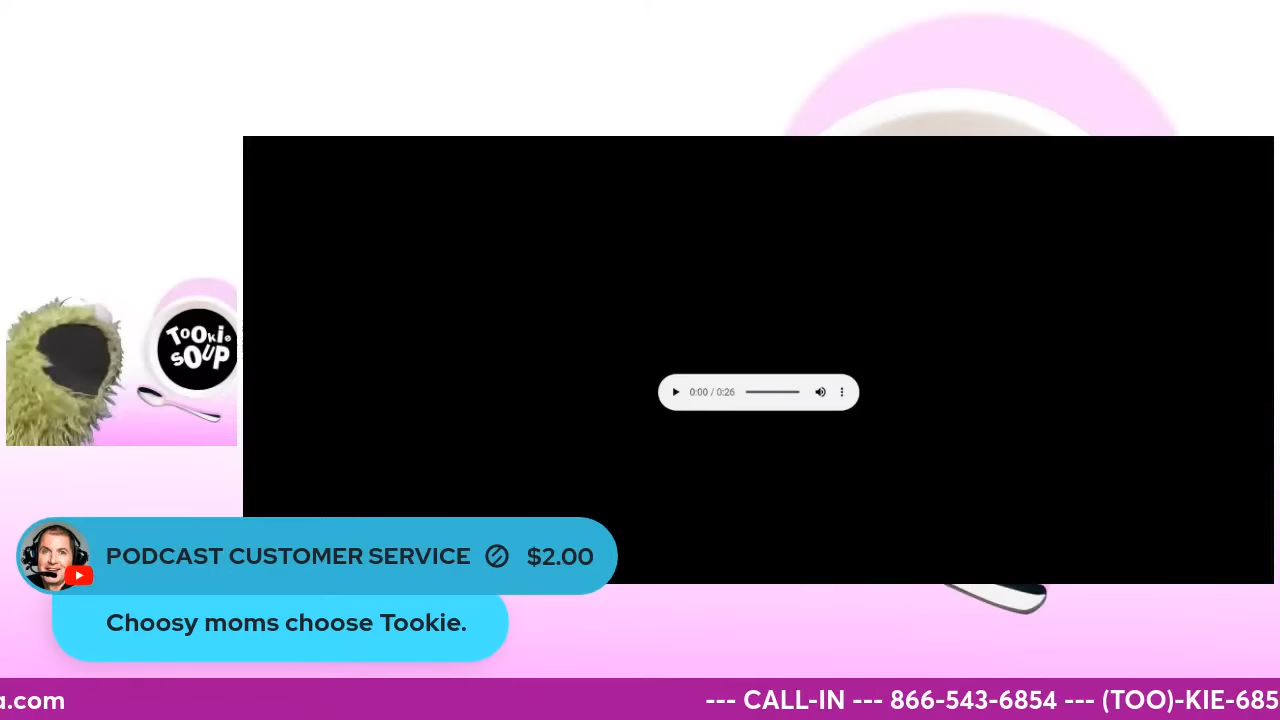 TOOkie
SOUP
0:00 / 0:26
PODCAST CUSTOMER SERVICE $2.00
Choosy moms choose Tookie.
a.com --- CALL-IN --- 866-543-6854 --- (TOO)-KIE-685